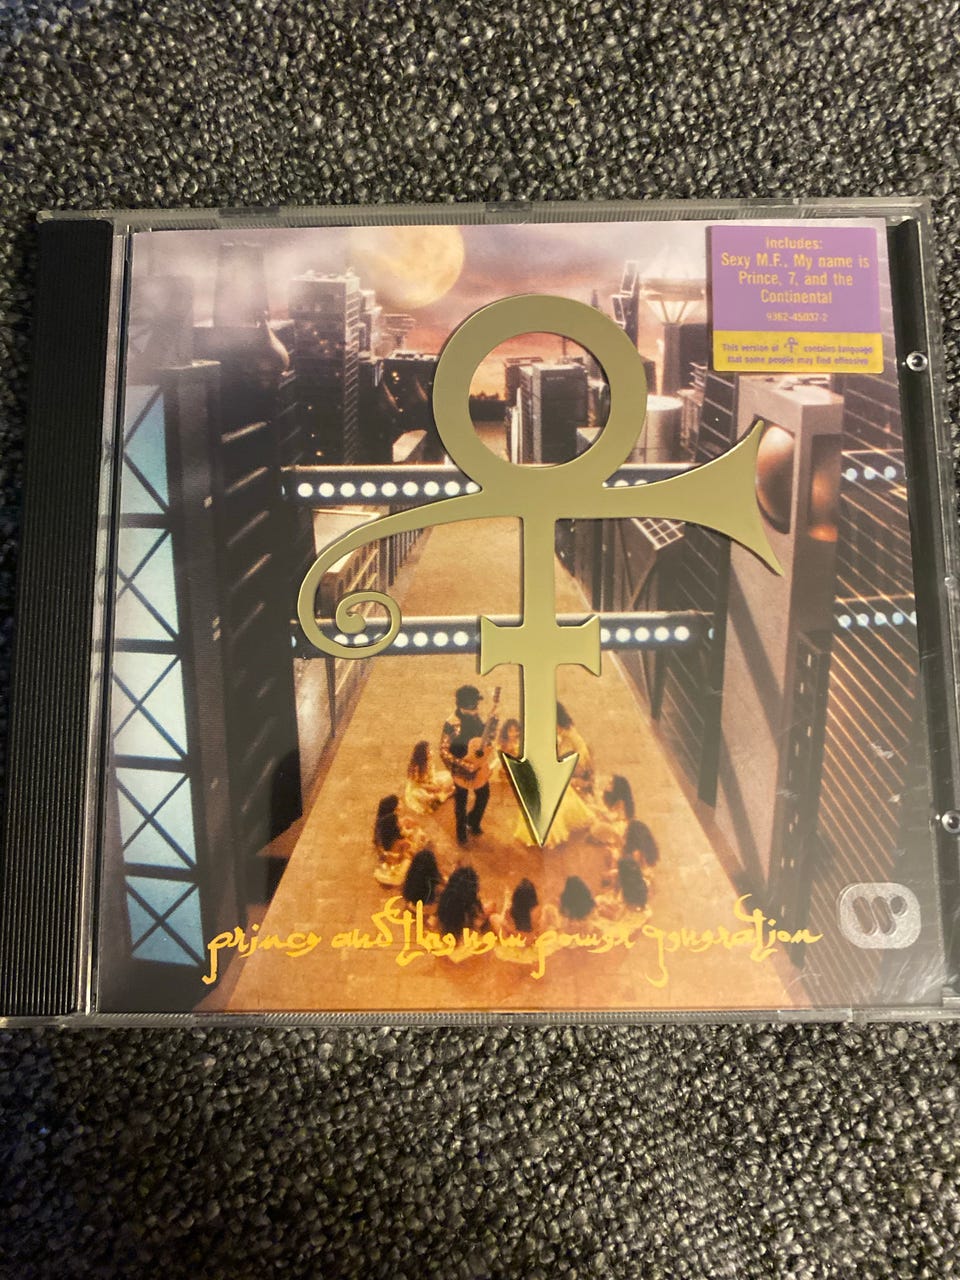 includes:
Sexy M.F., My name is
Prince, 7, and the
Continental
9362-45037-2
This version of contains language
that some people may find offensive
prince and the new power generation